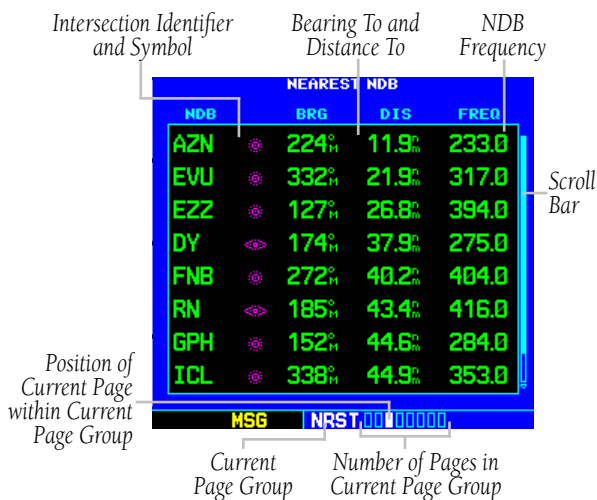 Intersection Identifier
and Symbol
Bearing To and
Distance To
NDB
Frequency
NEAREST NDB
NDB BRG DIS FREQ
AZN 224°M 11.9nm 233.0
EVU 332°M 21.9nm 317.0
EZZ 127°M 26.8nm 394.0
DY 174°M 37.9nm 275.0
FNB 272°M 40.2nm 404.0
RN 185°M 43.4nm 416.0
GPH 152°M 44.6nm 284.0
ICL 338°M 44.9nm 353.0
Scroll
Bar
Position of
Current Page
within Current
Page Group
MSG NRST
Current
Page Group
Number of Pages in
Current Page Group